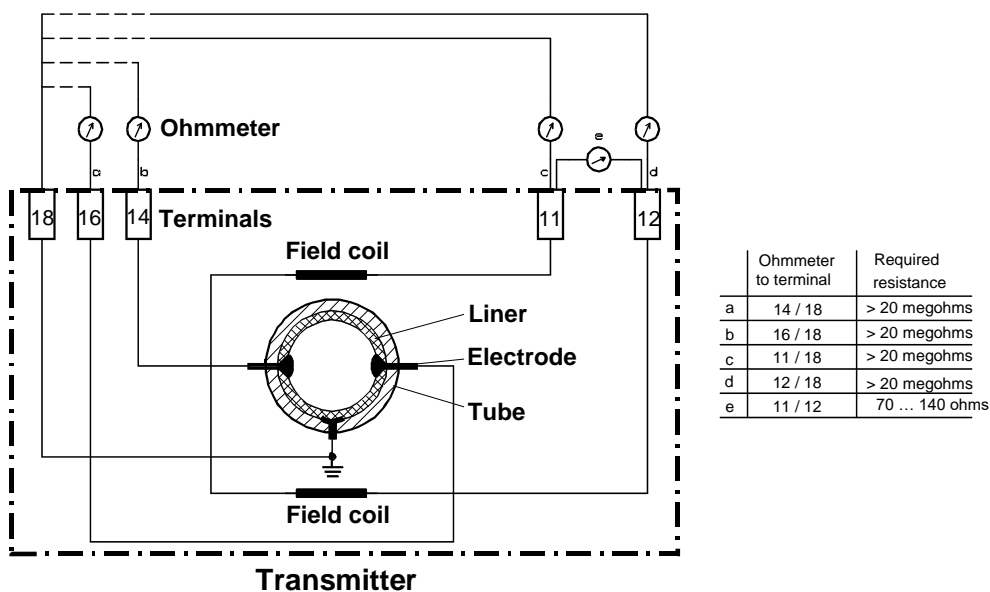 Ohmmeter
a
b
c
e
d
18
16
14
Terminals
11
12
Field coil
Liner
Electrode
Tube
Field coil
Transmitter
Ohmmeter to terminal
Required resistance
a 14 / 18 > 20 megohms
b 16 / 18 > 20 megohms
c 11 / 18 > 20 megohms
d 12 / 18 > 20 megohms
e 11 / 12 70 … 140 ohms